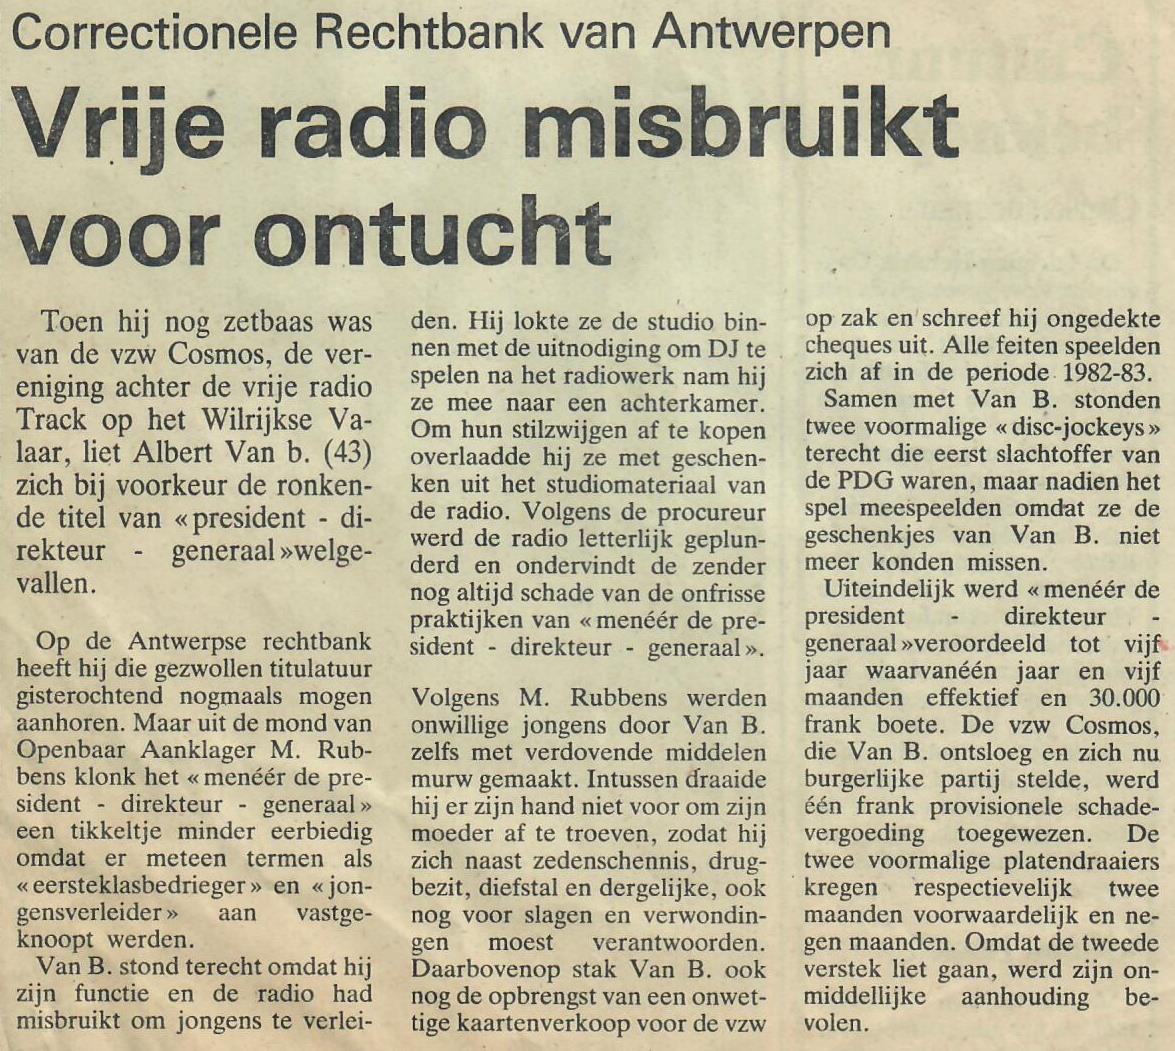 Correctionele Rechtbank van Antwerpen
Vrije radio misbruikt
voor ontucht
Toen hij nog zetbaas was
van de vzw Cosmos, de ver-
eniging achter de vrije radio
Track op het Wilrijkse Va-
laar, liet Albert Van b. (43)
zich bij voorkeur de ronken-
de titel van «president - di-
rekteur - generaal»welge-
vallen.
Op de Antwerpse rechtbank
heeft hij die gezwollen titulatuur
gisterochtend nogmaals mogen
aanhoren. Maar uit de mond van
Openbaar Aanklager M. Rub-
bens klonk het «menéér de pre-
sident - direkteur - generaal»
een tikkeltje minder eerbiedig
omdat er meteen termen als
«eersteklasbedrieger» en «jon-
gensverleider» aan vastge-
knoopt werden.
Van B. stond terecht omdat hij
zijn functie en de radio had
misbruikt om jongens te verlei-
den. Hij lokte ze de studio bin-
nen met de uitnodiging om DJ te
spelen na het radiowerk nam hij
ze mee naar een achterkamer.
Om hun stilzwijgen af te kopen
overlaadde hij ze met geschen-
ken uit het studiomateriaal van
de radio. Volgens de procureur
werd de radio letterlijk geplun-
derd en ondervindt de zender
nog altijd schade van de onfrisse
praktijken van «menéér de pre-
sident - direkteur - generaal».
Volgens M. Rubbens werden
onwillige jongens door Van B.
zelfs met verdovende middelen
murw gemaakt. Intussen draaide
hij er zijn hand niet voor om zijn
moeder af te troeven, zodat hij
zich naast zedenschennis, drug-
bezit, diefstal en dergelijke, ook
nog voor slagen en verwondin-
gen moest verantwoorden.
Daarbovenop stak Van B. ook
nog de opbrengst van een onwet-
tige kaartenverkoop voor de vzw
op zak en schreef hij ongedekte
cheques uit. Alle feiten speelden
zich af in de periode 1982-83.
Samen met Van B. stonden
twee voormalige «disc-jockeys»
terecht die eerst slachtoffer van
de PDG waren, maar nadien het
spel meespeelden omdat ze de
geschenkjes van Van B. niet
meer konden missen.
Uiteindelijk werd «menéér de
president - direkteur -
generaal»veroordeeld tot vijf
jaar waarvanéén jaar en vijf
maanden effektief en 30.000
frank boete. De vzw Cosmos,
die Van B. ontsloeg en zich nu
burgerlijke partij stelde, werd
één frank provisionele schade-
vergoeding toegewezen. De
twee voormalige platendraaiers
kregen respectievelijk twee
maanden voorwaardelijk en ne-
gen maanden. Omdat de tweede
verstek liet gaan, werd zijn on-
middellijke aanhouding be-
volen.